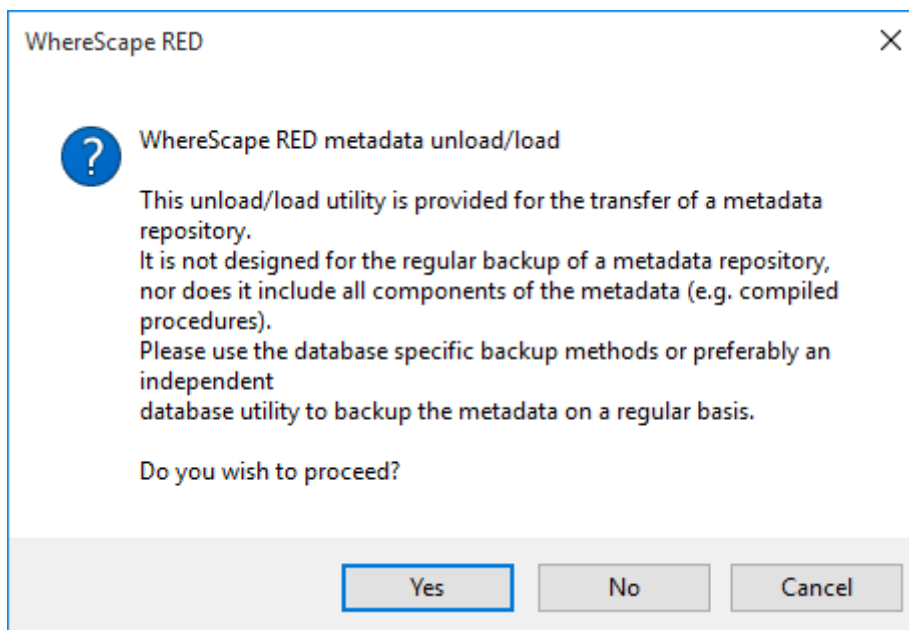 WhereScape RED
WhereScape RED metadata unload/load
This unload/load utility is provided for the transfer of a metadata
repository.
It is not designed for the regular backup of a metadata repository,
nor does it include all components of the metadata (e.g. compiled
procedures).
Please use the database specific backup methods or preferably an
independent
database utility to backup the metadata on a regular basis.
Do you wish to proceed?
Yes No Cancel